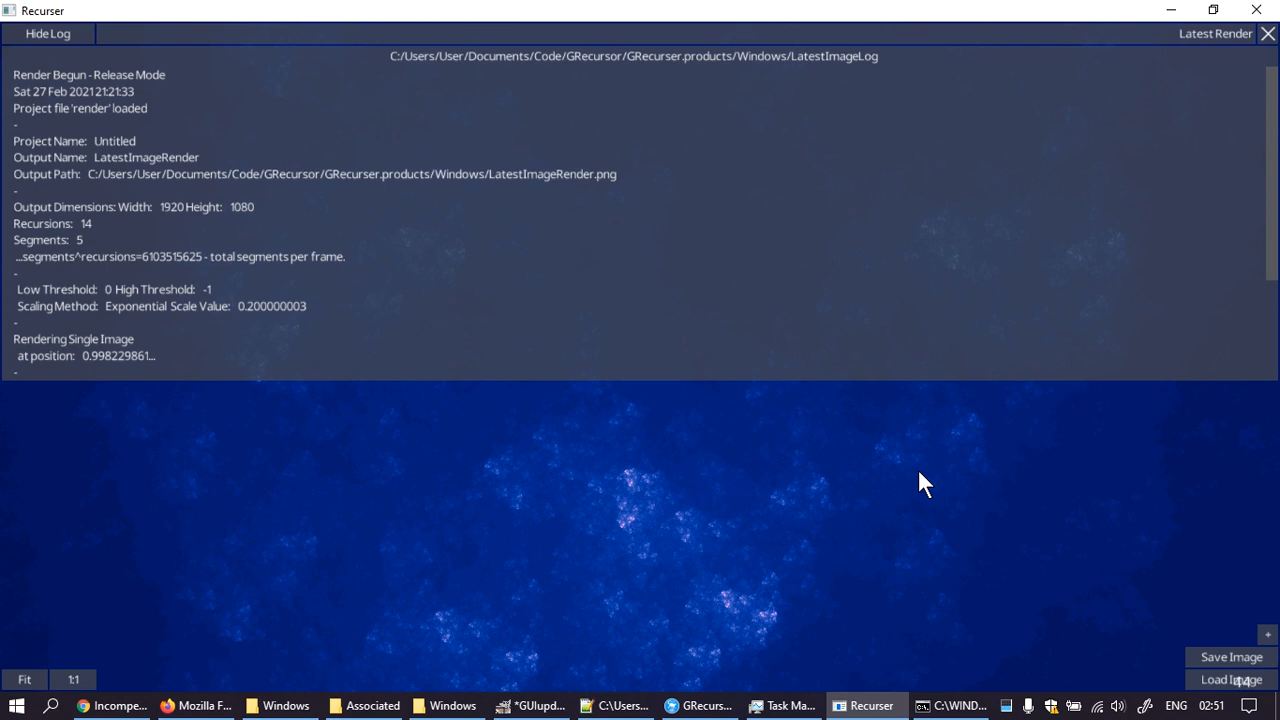 Recurser
Hide Log
Latest Render
C:/Users/User/Documents/Code/GRecursor/GRecurser.products/Windows/LatestImageLog
Render Begun - Release Mode
Sat 27 Feb 2021 21:21:33
Project file 'render' loaded
-
Project Name: Untitled
Output Name: LatestImageRender
Output Path: C:/Users/User/Documents/Code/GRecursor/GRecurser.products/Windows/LatestImageRender.png
-
Output Dimensions: Width: 1920 Height: 1080
Recursions: 14
Segments: 5
...segments^recursions=6103515625 - total segments per frame.
-
Low Threshold: 0 High Threshold: -1
Scaling Method: Exponential Scale Value: 0.200000003
-
Rendering Single Image
at position: 0.998229861...
-
+
Save Image
Fit
1:1
Load Image
44
Incompe...
Mozilla F...
Windows
Associated
Windows
*GUIupd...
C:\Users...
GRecurs...
Task Ma...
Recurser
C:\WIND...
ENG
02:51